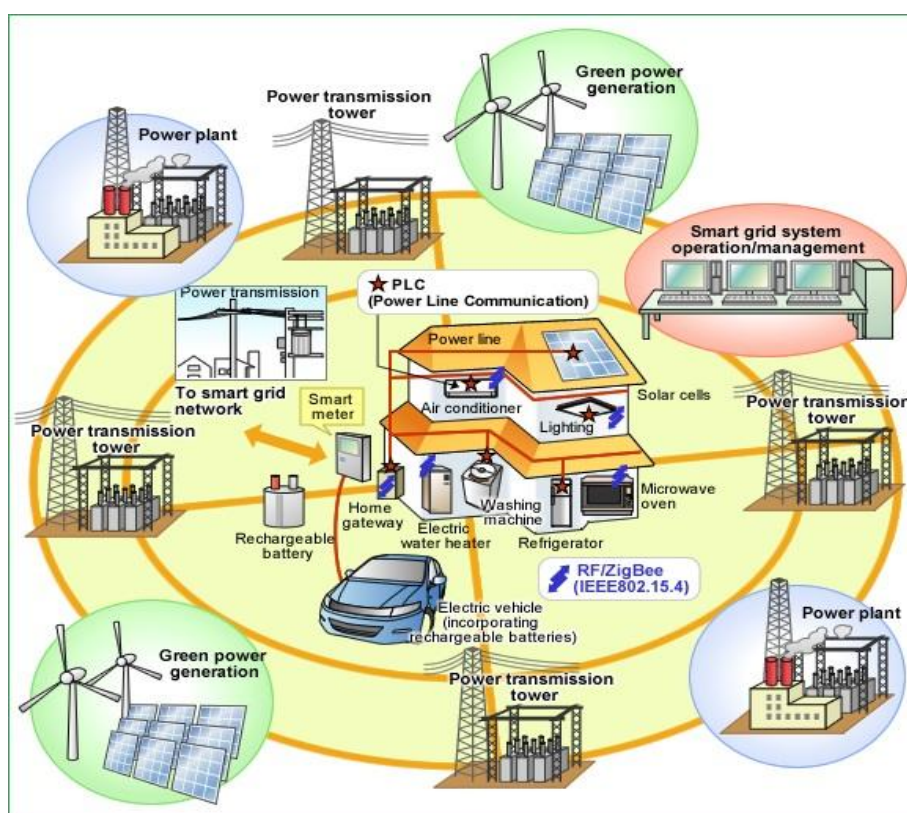 Green power
generation
Power transmission
tower
Power plant
Smart grid system
operation/management
PLC
(Power Line Communication)
Power transmission
Power line
To smart grid
network
Smart
meter
Air conditioner
Solar cells
Lighting
Power transmission
tower
Power transmission
tower
Home
gateway
Electric
water heater
Washing
machine
Refrigerator
Microwave
oven
Rechargeable
battery
RF/ZigBee
(IEEE802.15.4)
Electric vehicle
(incorporating
rechargeable batteries)
Power plant
Green power
generation
Power transmission
tower